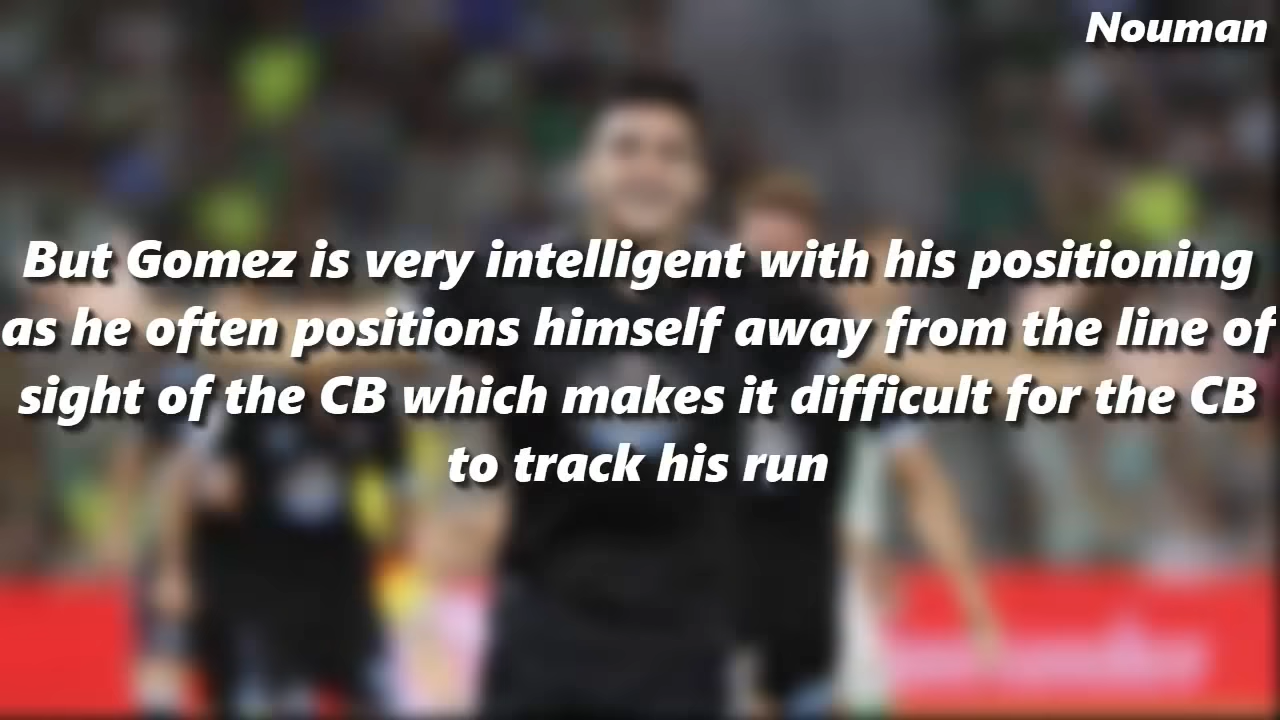 Nouman
But Gomez is very intelligent with his positioning
as he often positions himself away from the line of
sight of the CB which makes it difficult for the CB
to track his run